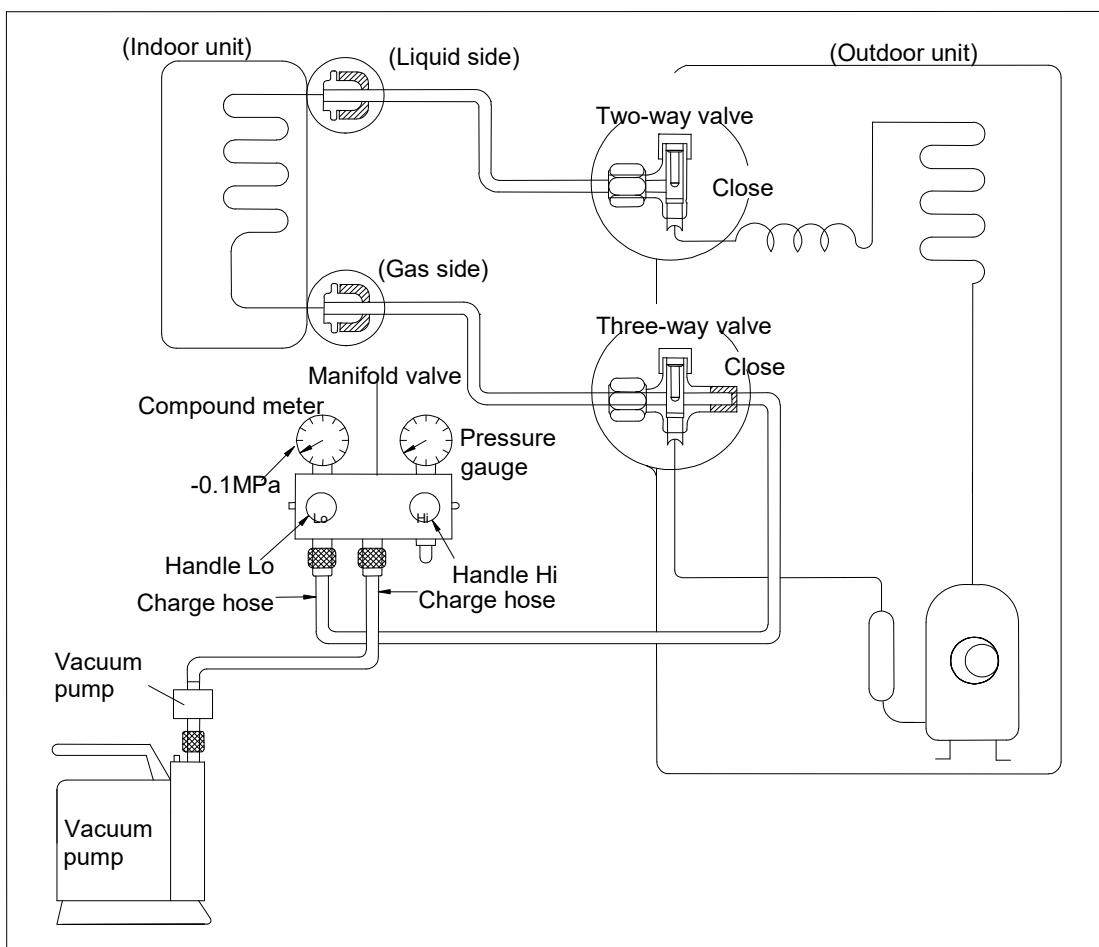 (Indoor unit)
(Liquid side)
(Outdoor unit)
Two-way valve
Close
(Gas side)
Three-way valve
Close
Manifold valve
Compound meter
Pressure
gauge
-0.1MPa
Lo
Hi
Handle Lo
Handle Hi
Charge hose
Charge hose
Vacuum
pump
Vacuum
pump